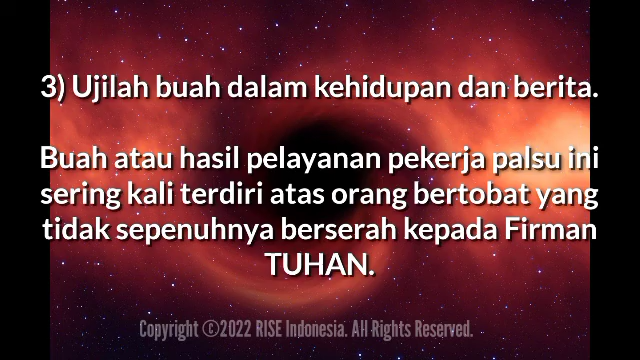 3) Ujilah buah dalam kehidupan dan berita.
Buah atau hasil pelayanan pekerja palsu ini
sering kali terdiri atas orang bertobat yang
tidak sepenuhnya berserah kepada Firman
TUHAN.
Copyright ©2022 RISE Indonesia. All Rights Reserved.